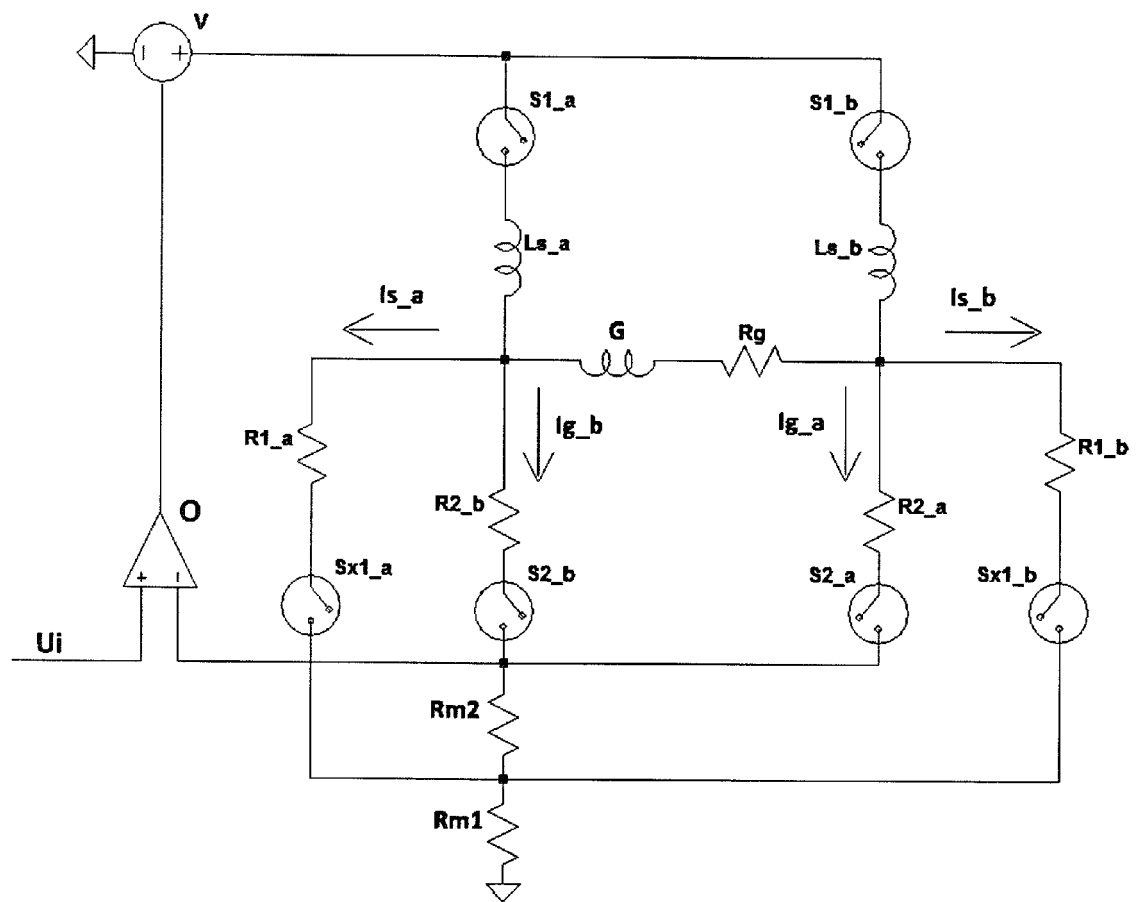 V
S1_a
S1_b
Ls_a
Ls_b
Is_a
Is_b
G
Rg
Ig_b
Ig_a
R1_a
R1_b
R2_b
R2_a
O
Sx1_a
S2_b
S2_a
Sx1_b
+ -
Ui
Rm2
Rm1